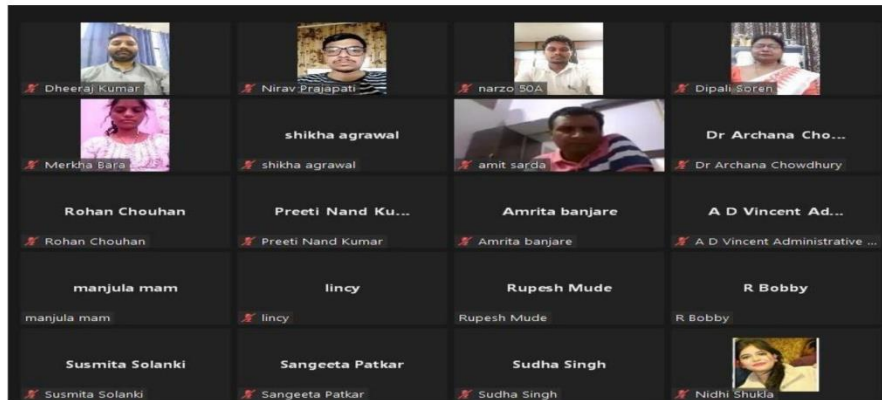 Dheeraj Kumar
Nirav Prajapati
narzo 50A
Dipali Soren
Merkha Bara
shikha agrawal
shikha agrawal
amit sarda
Dr Archana Cho...
Dr Archana Chowdhury
Rohan Chouhan
Rohan Chouhan
Preeti Nand Ku...
Preeti Nand Kumar
Amrita banjare
Amrita banjare
A D Vincent Ad...
A D Vincent Administrative ...
manjula mam
manjula mam
lincy
lincy
Rupesh Mude
Rupesh Mude
R Bobby
R Bobby
Susmita Solanki
Susmita Solanki
Sangeeta Patkar
Sangeeta Patkar
Sudha Singh
Sudha Singh
Nidhi Shukla